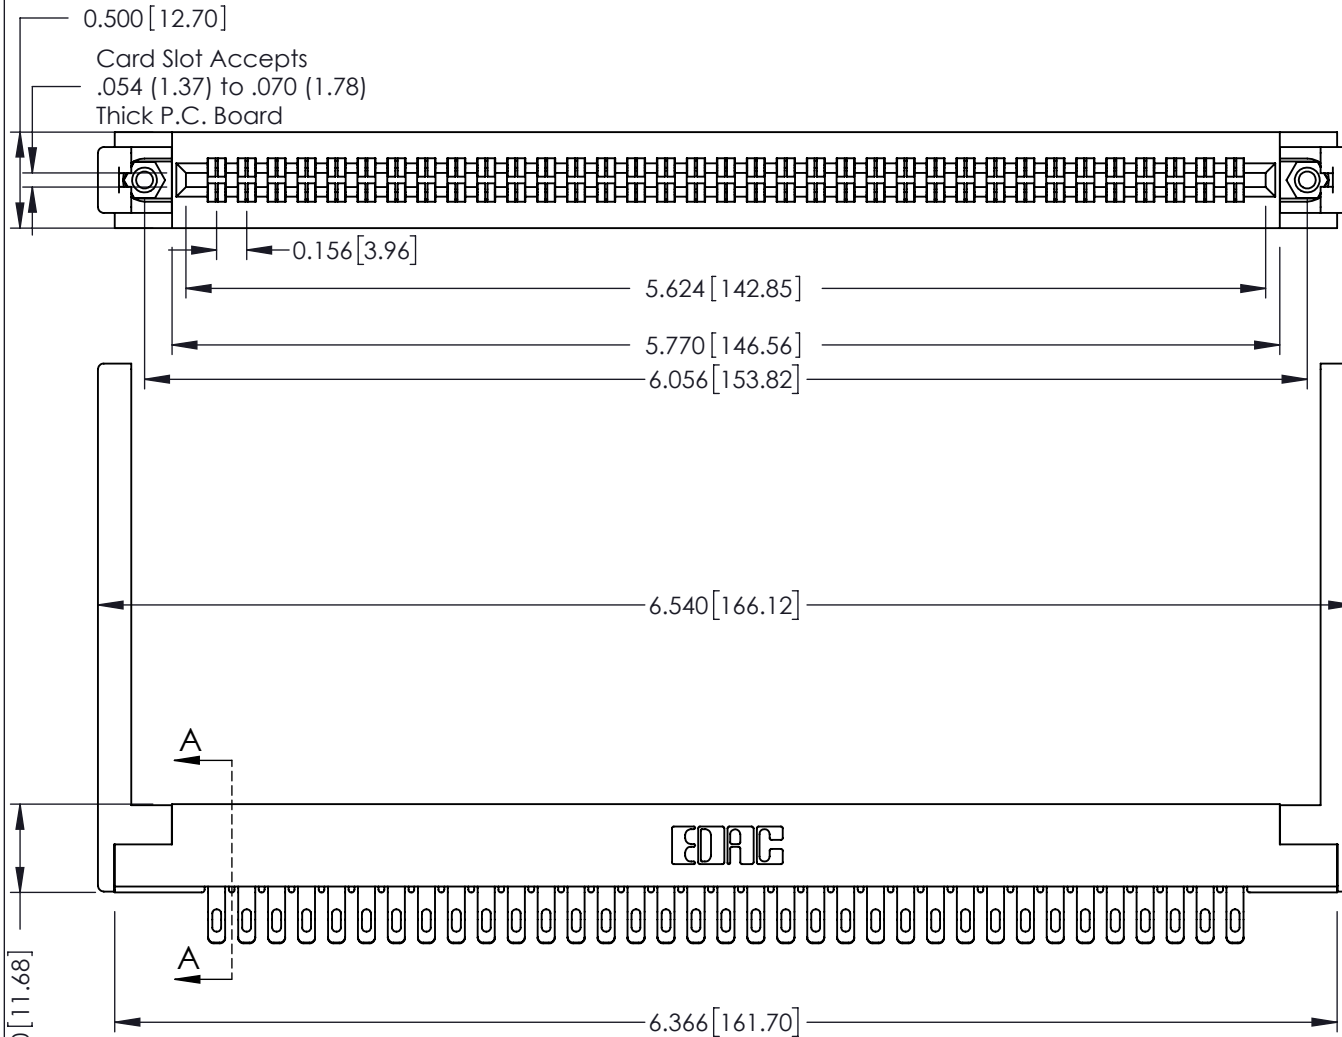 0.500 [12.70]
Card Slot Accepts
.054 (1.37) to .070 (1.78)
Thick P.C. Board
0.156 [3.96]
5.624 [142.85]
5.770 [146.56]
6.056 [153.82]
6.540 [166.12]
A
EDAC
A
[11.68]
6.366 [161.70]